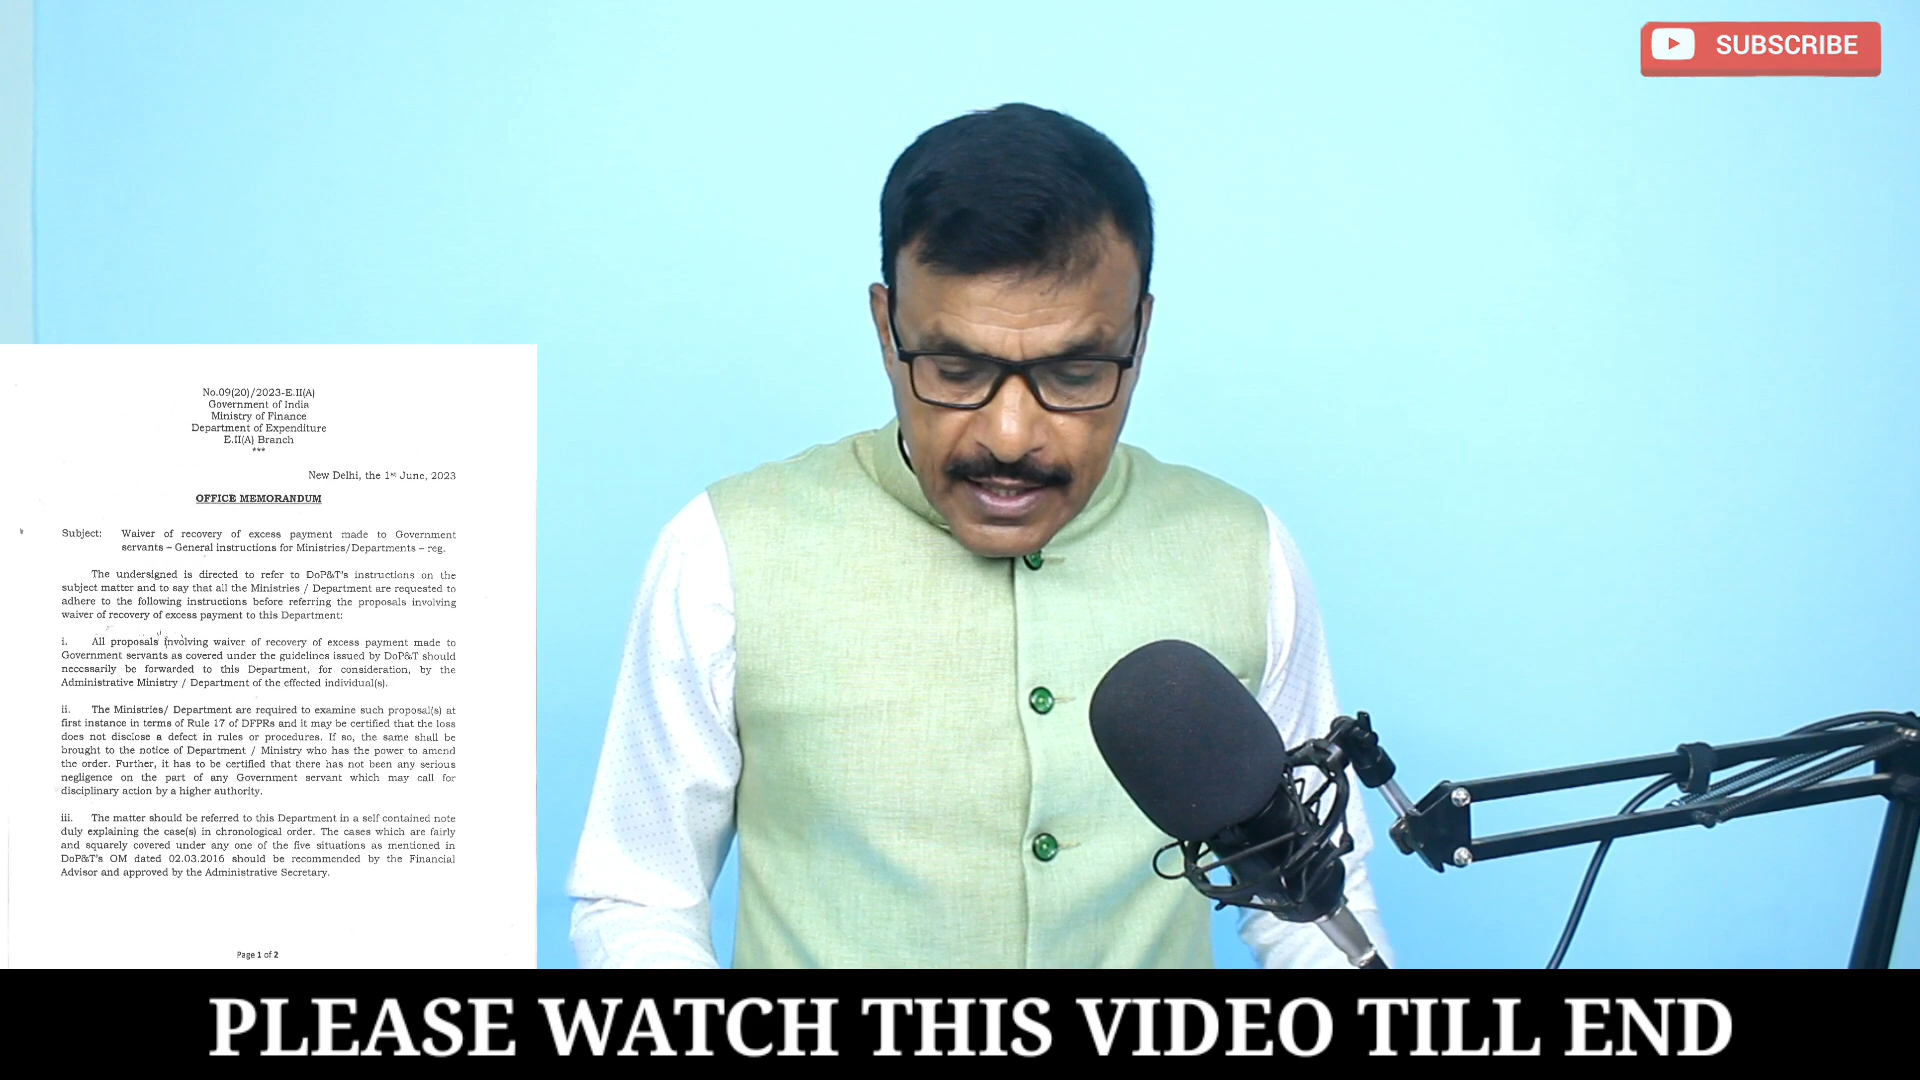 SUBSCRIBE
No.09(20)/2023-E.II(A)
Government of India
Ministry of Finance
Department of Expenditure
E.II(A) Branch
***
New Delhi, the 1st June, 2023
OFFICE MEMORANDUM
Subject: Waiver of recovery of excess payment made to Government
servants – General instructions for Ministries/Departments – reg.
The undersigned is directed to refer to DoP&T's instructions on the
subject matter and to say that all the Ministries / Department are requested to
adhere to the following instructions before referring the proposals involving
waiver of recovery of excess payment to this Department:
i. All proposals involving waiver of recovery of excess payment made to
Government servants as covered under the guidelines issued by DoP&T should
necessarily be forwarded to this Department, for consideration, by the
Administrative Ministry / Department of the effected individual(s).
ii. The Ministries/ Department are required to examine such proposal(s) at
first instance in terms of Rule 17 of DFPRs and it may be certified that the loss
does not disclose a defect in rules or procedures. If so, the same shall be
brought to the notice of Department / Ministry who has the power to amend
the order. Further, it has to be certified that there has not been any serious
negligence on the part of any Government servant which may call for
disciplinary action by a higher authority.
iii. The matter should be referred to this Department in a self contained note
duly explaining the case(s) in chronological order. The cases which are fairly
and squarely covered under any one of the five situations as mentioned in
DoP&T's OM dated 02.03.2016 should be recommended by the Financial
Advisor and approved by the Administrative Secretary.
Page 1 of 2
PLEASE WATCH THIS VIDEO TILL END